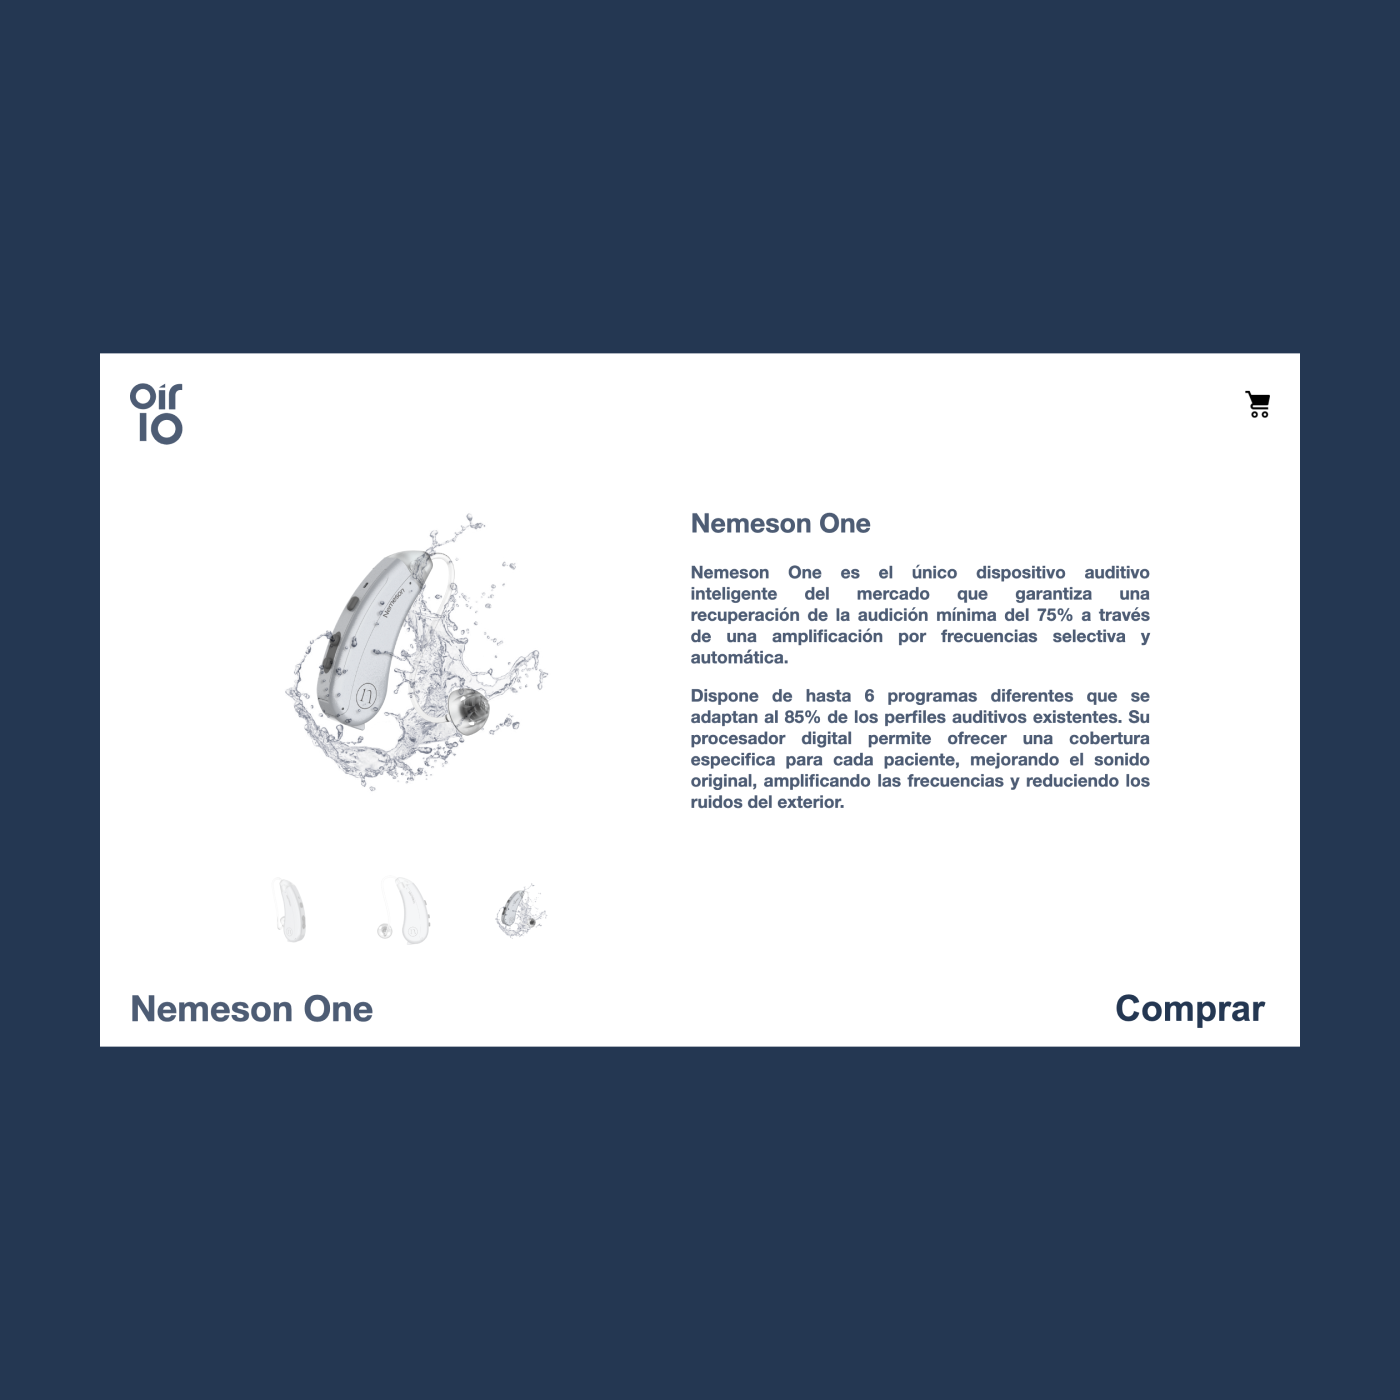 oír
10
Nemeson One
Nemeson One es el único dispositivo auditivo
inteligente del mercado que garantiza una
recuperación de la audición mínima del 75% a través
de una amplificación por frecuencias selectiva y
automática.
Dispone de hasta 6 programas diferentes que se
adaptan al 85% de los perfiles auditivos existentes. Su
procesador digital permite ofrecer una cobertura
especifica para cada paciente, mejorando el sonido
original, amplificando las frecuencias y reduciendo los
ruidos del exterior.
Nemeson
n
Nemeson One
Comprar